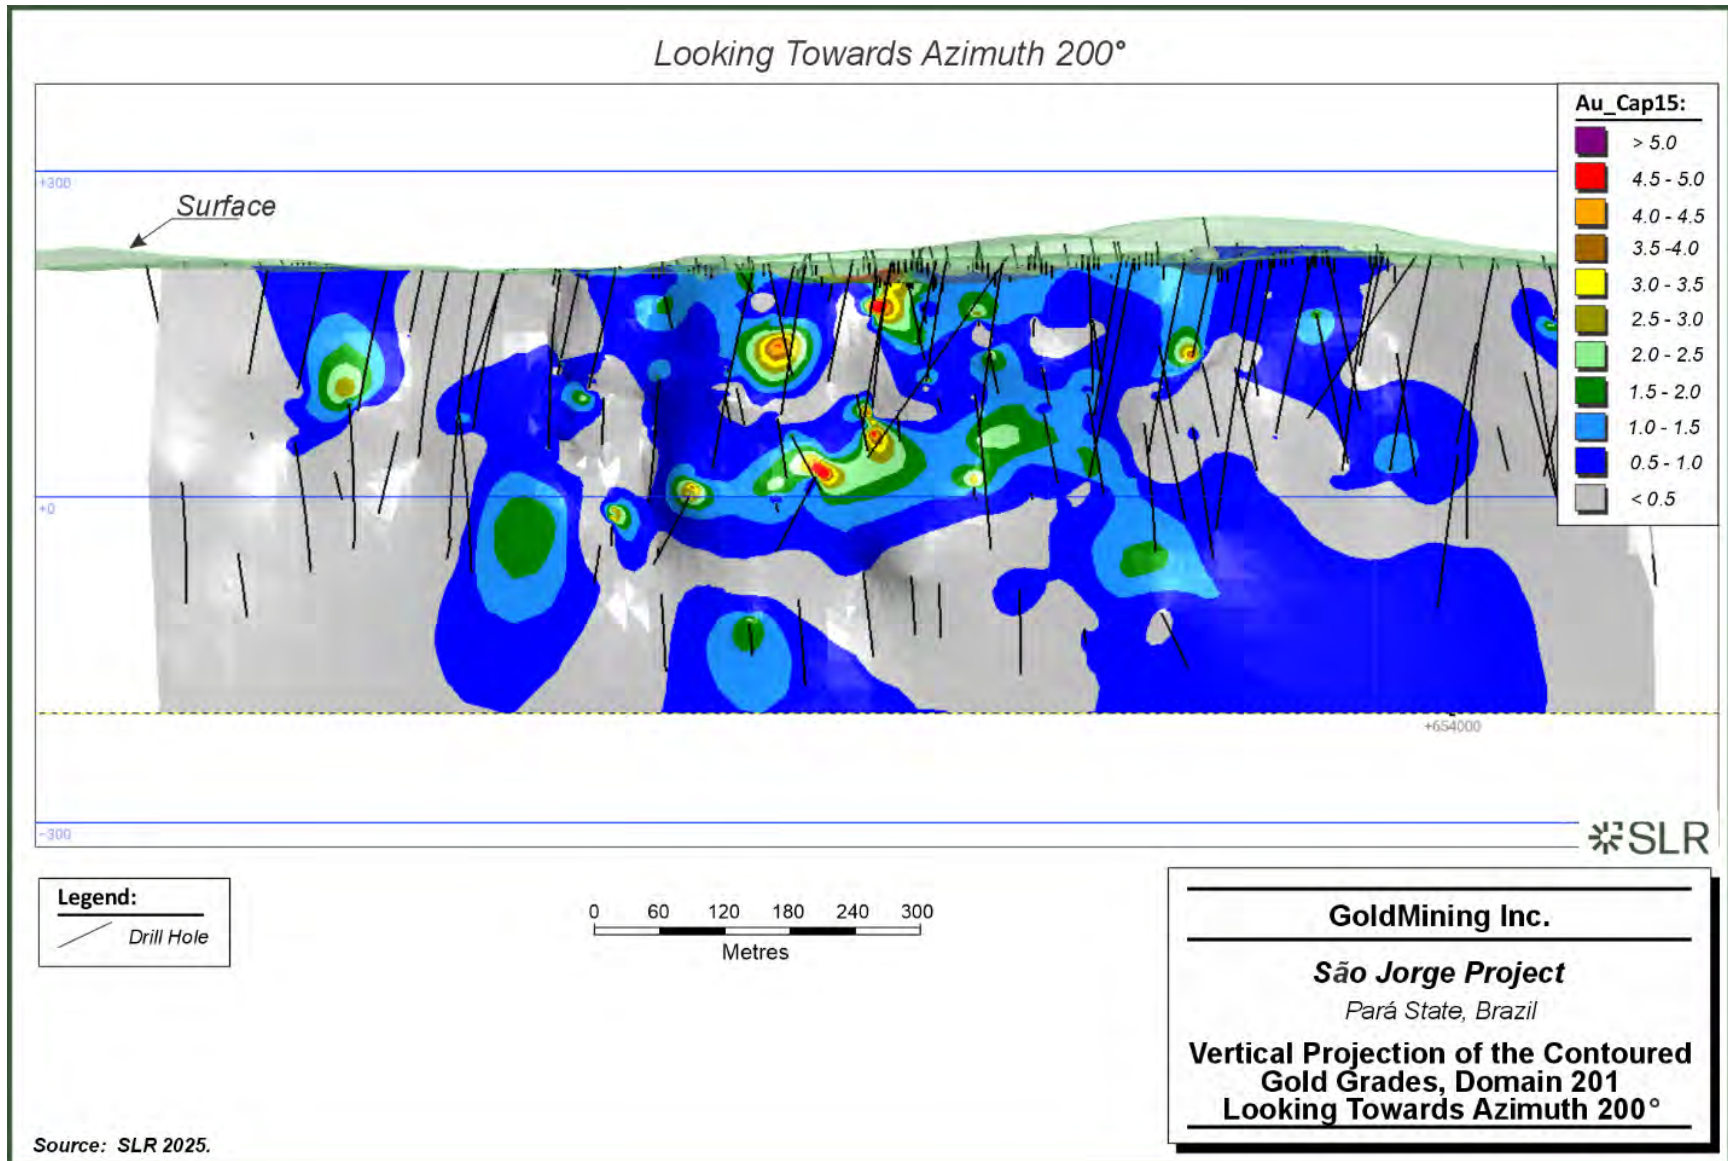 Looking Towards Azimuth 200°
Au_Cap15:
> 5.0
4.5 - 5.0
4.0 - 4.5
3.5 -4.0
3.0 - 3.5
2.5 - 3.0
2.0 - 2.5
1.5 - 2.0
1.0 - 1.5
0.5 - 1.0
< 0.5
+300
Surface
+0
+654000
-300
SLR
Legend:
Drill Hole
0 60 120 180 240 300
Metres
GoldMining Inc.
São Jorge Project
Pará State, Brazil
Vertical Projection of the Contoured
Gold Grades, Domain 201
Looking Towards Azimuth 200°
Source: SLR 2025.